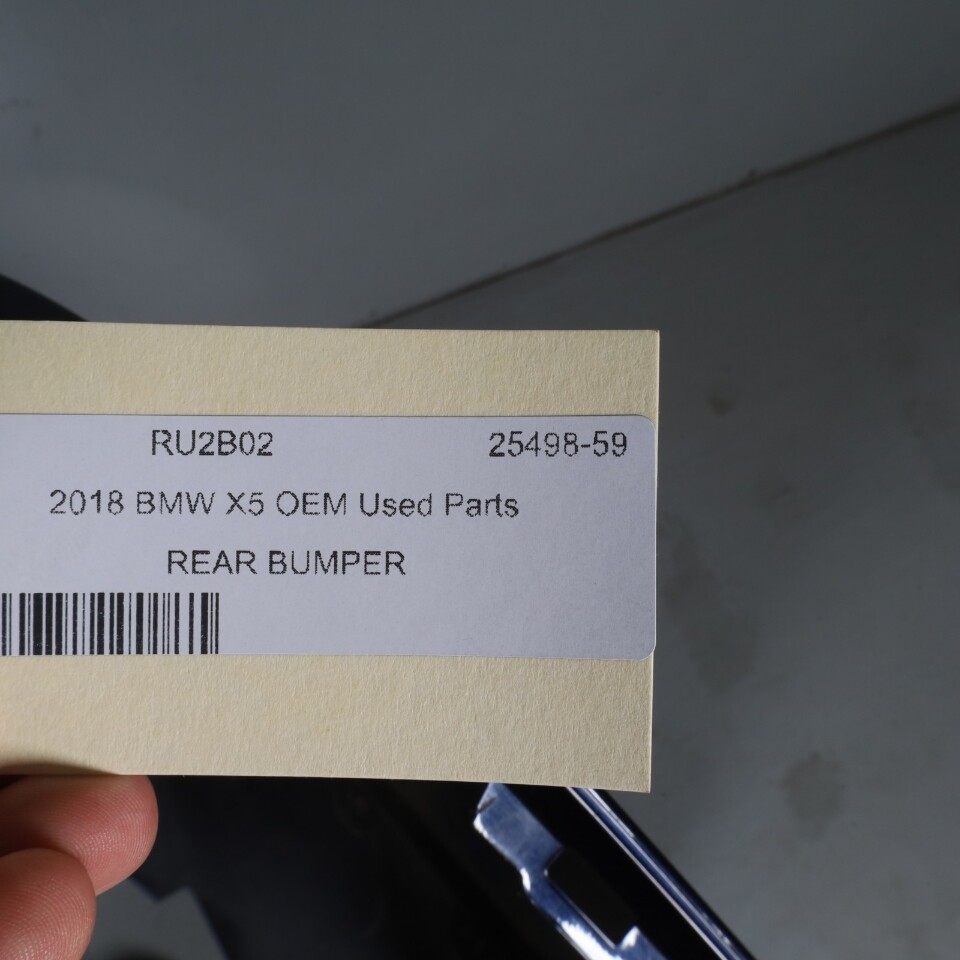 RU2B02 25498-59
2018 BMW X5 OEM Used Parts
REAR BUMPER